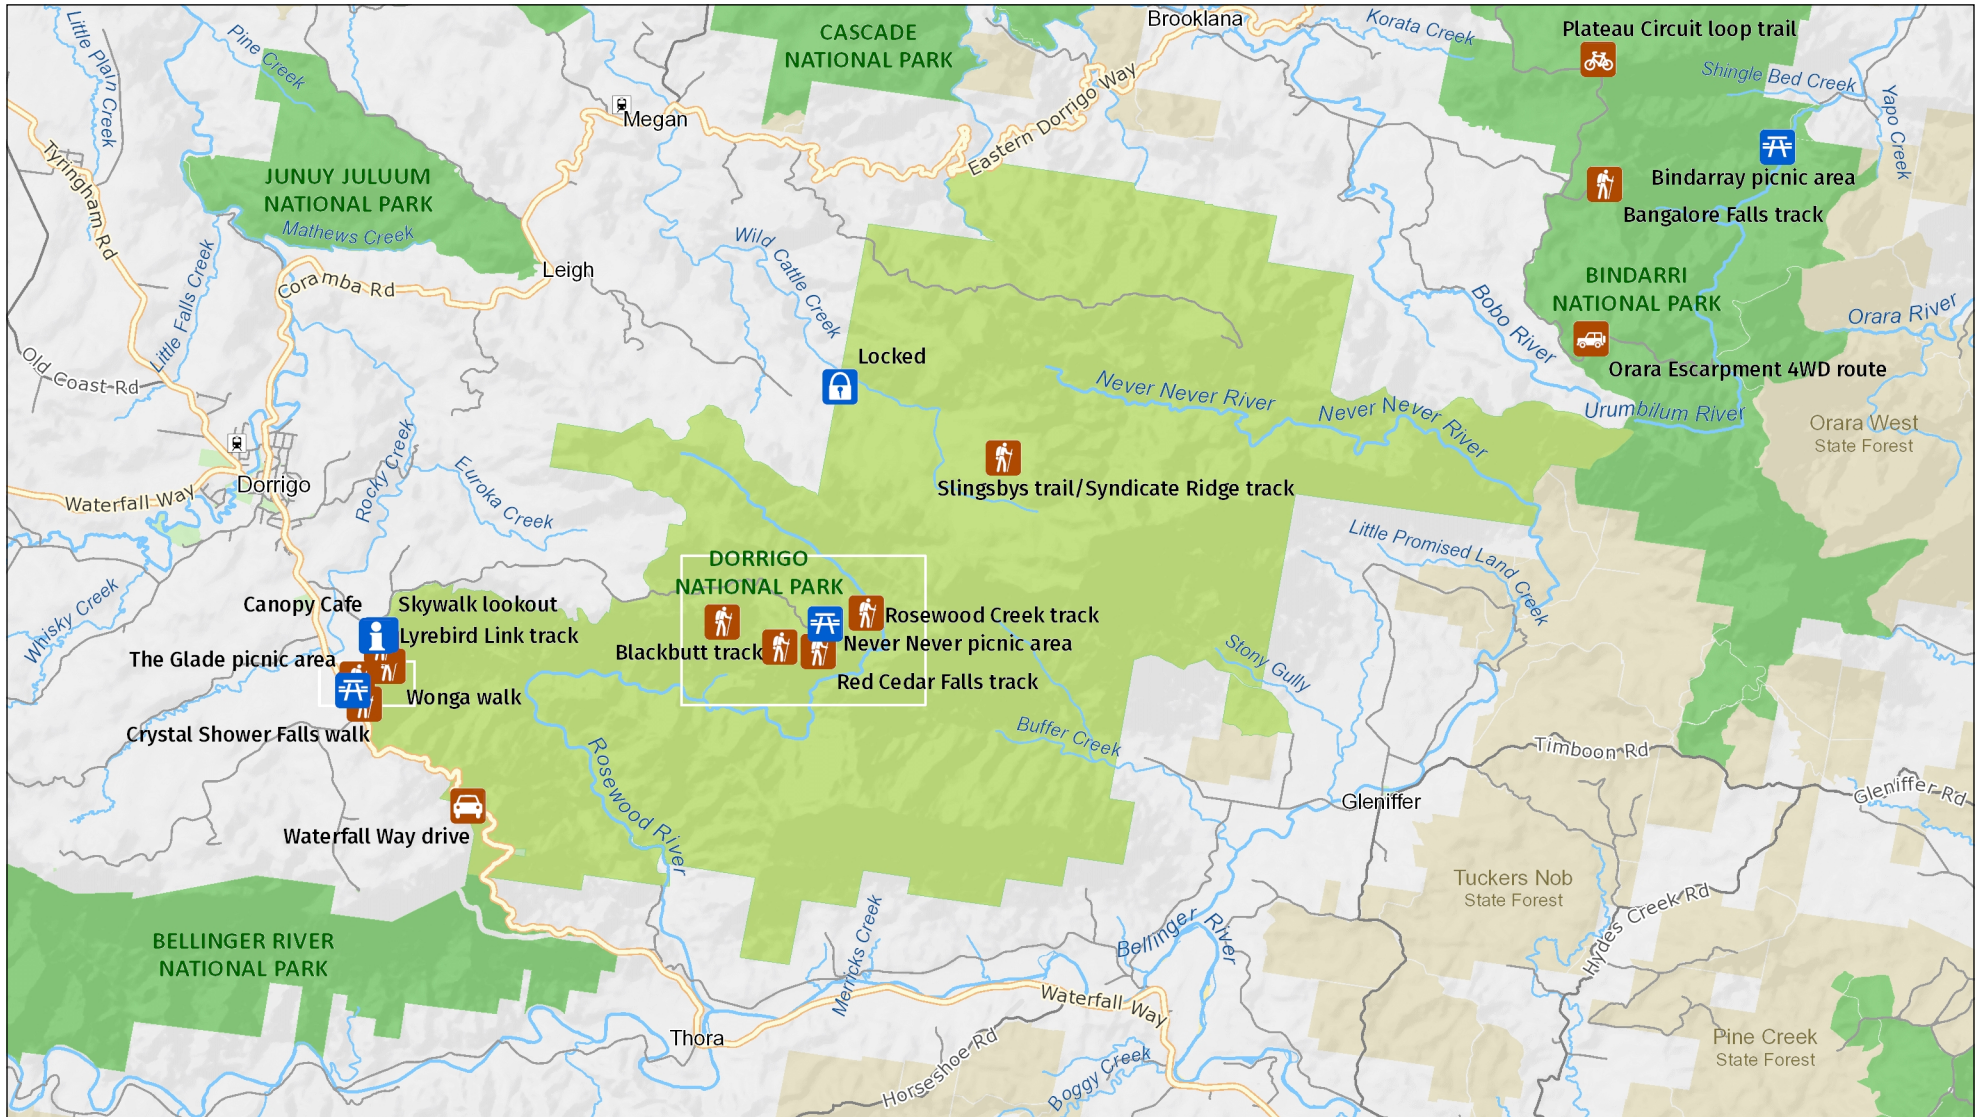 Brooklana
Korata Creek
Plateau Circuit loop trail
CASCADE
NATIONAL PARK
Little Plain Creek
Pine Creek
Shingle Bed Creek
Yapo Creek
Megan
Eastern Dorrigo Way
Tyringham Rd
JUNUY JULUUM
NATIONAL PARK
Mathews Creek
Bindarray picnic area
Bangalore Falls track
Wild Cattle Creek
Little Falls Creek
Coramba Rd
Leigh
BINDARRI
NATIONAL PARK
Bobo River
Orara River
Old Coast Rd
Locked
Orara Escarpment 4WD route
Never Never River
Never Never River
Urumbilum River
Orara West
State Forest
Rocky Creek
Euroka Creek
Dorrigo
Waterfall Way
Slingsbys trail/Syndicate Ridge track
Little Promised Land Creek
DORRIGO
NATIONAL PARK
Whisky Creek
Canopy Cafe
Skywalk lookout
Lyrebird Link track
Rosewood Creek track
Blackbutt track
Never Never picnic area
The Glade picnic area
Red Cedar Falls track
Stony Gully
Wonga walk
Crystal Shower Falls walk
Buffer Creek
Timboon Rd
Rosewood River
Gleniffer
Gleniffer Rd
Waterfall Way drive
Tuckers Nob
State Forest
Hydes Creek Rd
Merricks Creek
Bellinger River
BELLINGER RIVER
NATIONAL PARK
Waterfall Way
Thora
Horseshoe Rd
Boggy Creek
Pine Creek
State Forest